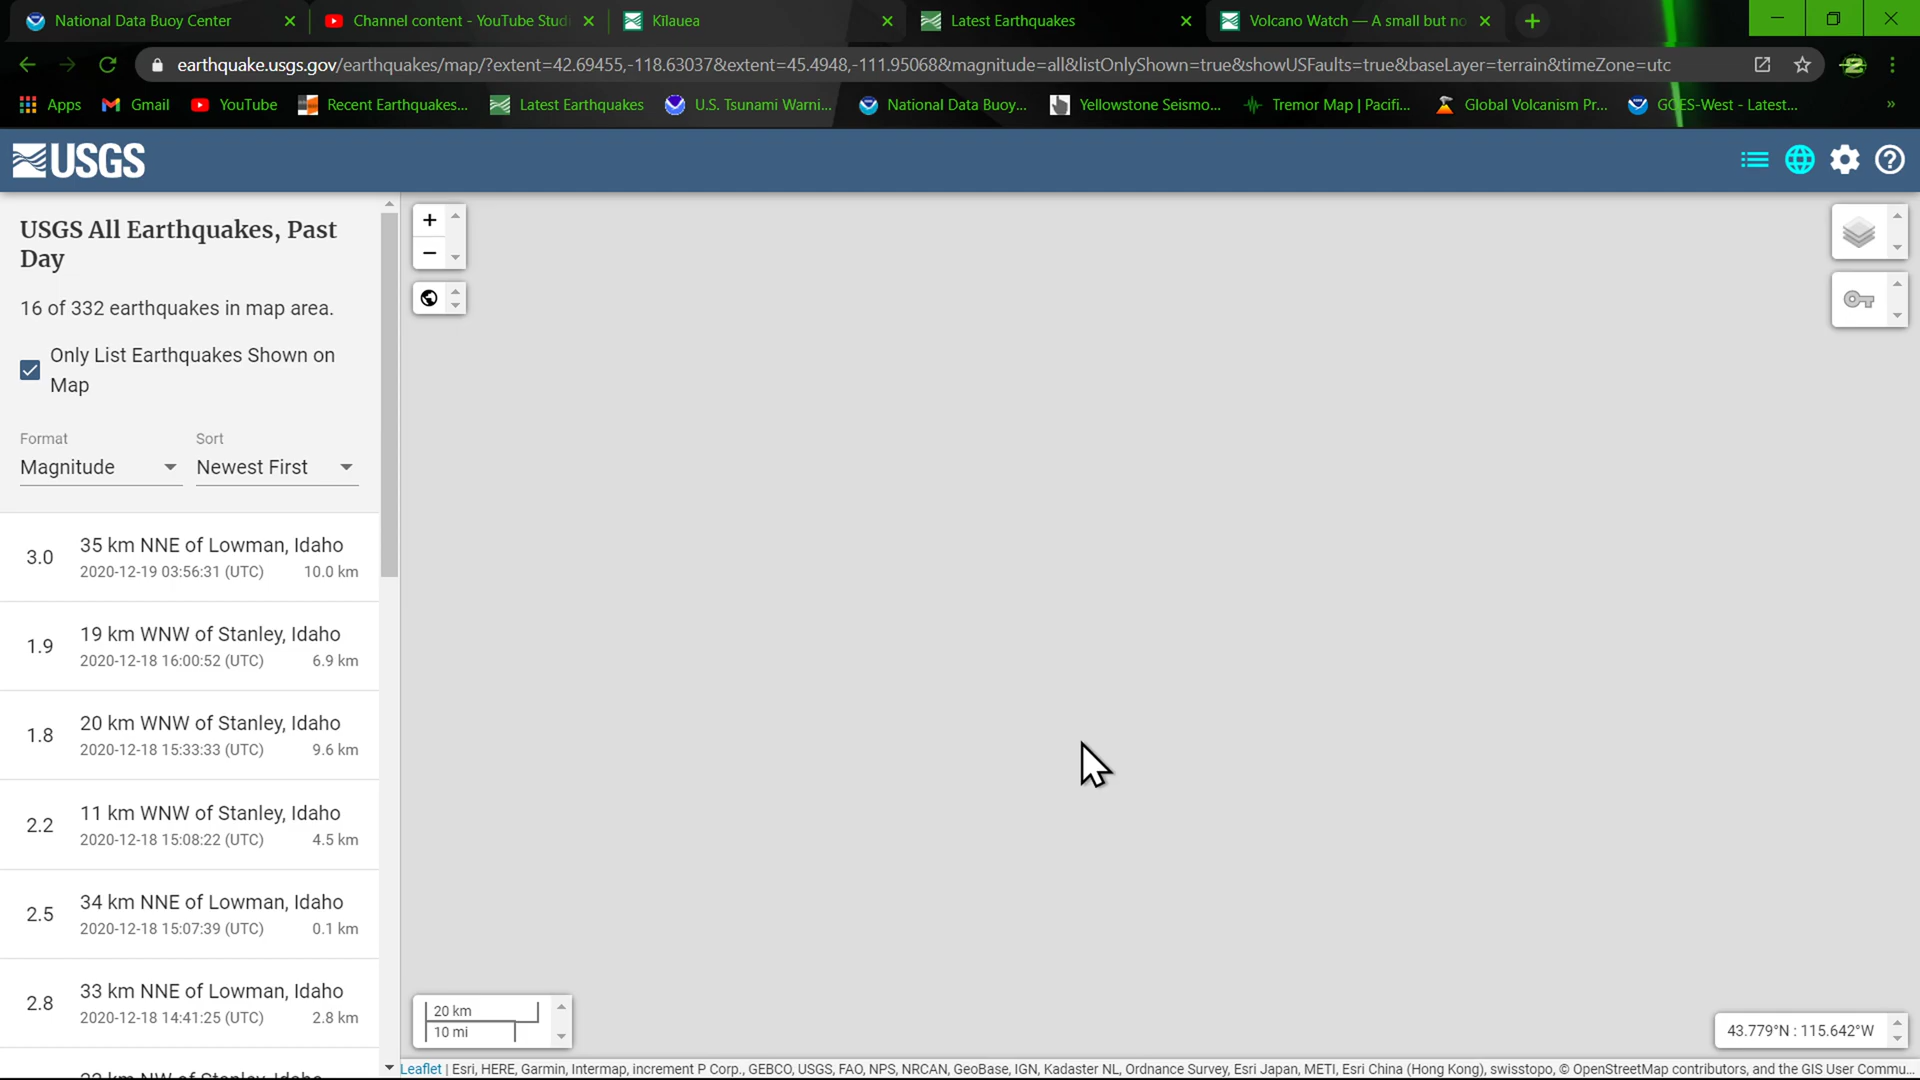 National Data Buoy Center
Channel content - YouTube Studi
Kīlauea
Latest Earthquakes
Volcano Watch — A small but no
earthquake.usgs.gov/earthquakes/map/?extent=42.69455,-118.63037&extent=45.4948,-111.95068&magnitude=all&listOnlyShown=true&showUSFaults=true&baseLayer=terrain&timeZone=utc
Apps
Gmail
YouTube
Recent Earthquakes...
Latest Earthquakes
U.S. Tsunami Warni...
National Data Buoy...
Yellowstone Seismo...
Tremor Map | Pacifi...
Global Volcanism Pr...
GOES-West - Latest...
USGS
USGS All Earthquakes, Past
Day
16 of 332 earthquakes in map area.
Only List Earthquakes Shown on
Map
Format
Sort
Magnitude
Newest First
3.0
35 km NNE of Lowman, Idaho
2020-12-19 03:56:31 (UTC) 10.0 km
1.9
19 km WNW of Stanley, Idaho
2020-12-18 16:00:52 (UTC) 6.9 km
1.8
20 km WNW of Stanley, Idaho
2020-12-18 15:33:33 (UTC) 9.6 km
2.2
11 km WNW of Stanley, Idaho
2020-12-18 15:08:22 (UTC) 4.5 km
2.5
34 km NNE of Lowman, Idaho
2020-12-18 15:07:39 (UTC) 0.1 km
2.8
33 km NNE of Lowman, Idaho
2020-12-18 14:41:25 (UTC) 2.8 km
20 km
10 mi
43.779°N : 115.642°W
Leaflet | Esri, HERE, Garmin, Intermap, increment P Corp., GEBCO, USGS, FAO, NPS, NRCAN, GeoBase, IGN, Kadaster NL, Ordnance Survey, Esri Japan, METI, Esri China (Hong Kong), swisstopo, © OpenStreetMap contributors, and the GIS User Commu...